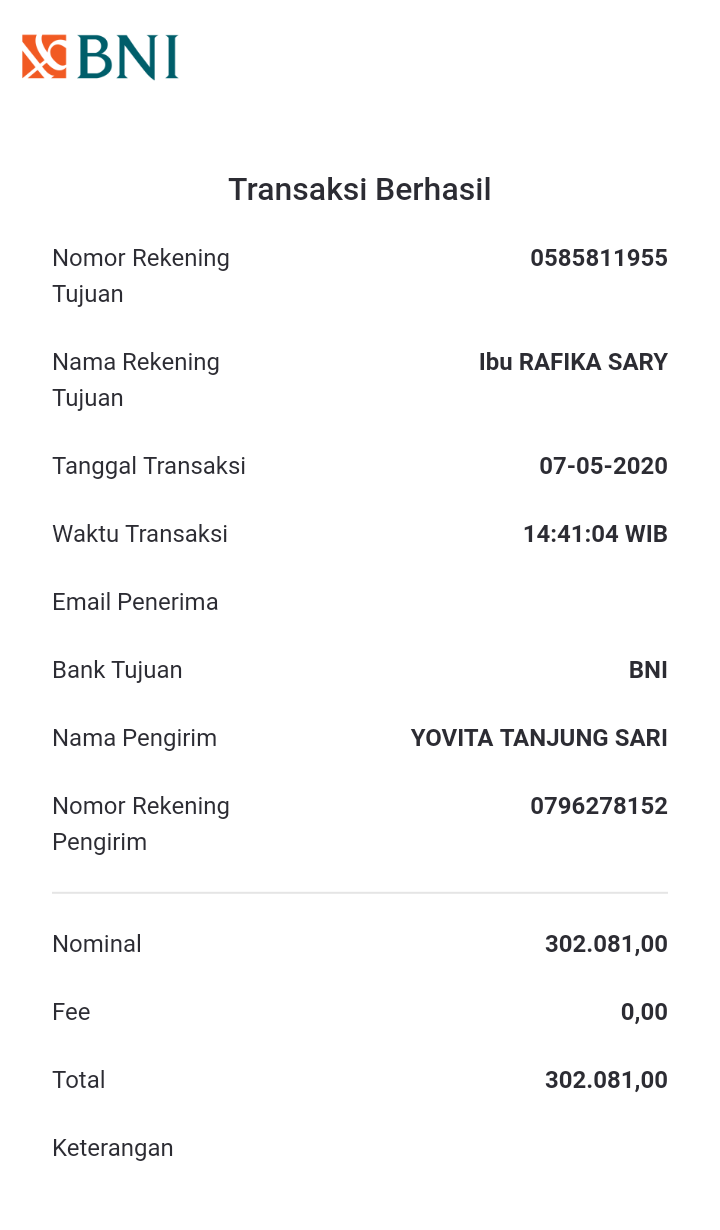 BNI
Transaksi Berhasil
Nomor Rekening 0585811955
Tujuan
Nama Rekening Ibu RAFIKA SARY
Tujuan
Tanggal Transaksi 07-05-2020
Waktu Transaksi 14:41:04 WIB
Email Penerima
Bank Tujuan BNI
Nama Pengirim YOVITA TANJUNG SARI
Nomor Rekening 0796278152
Pengirim
Nominal 302.081,00
Fee 0,00
Total 302.081,00
Keterangan